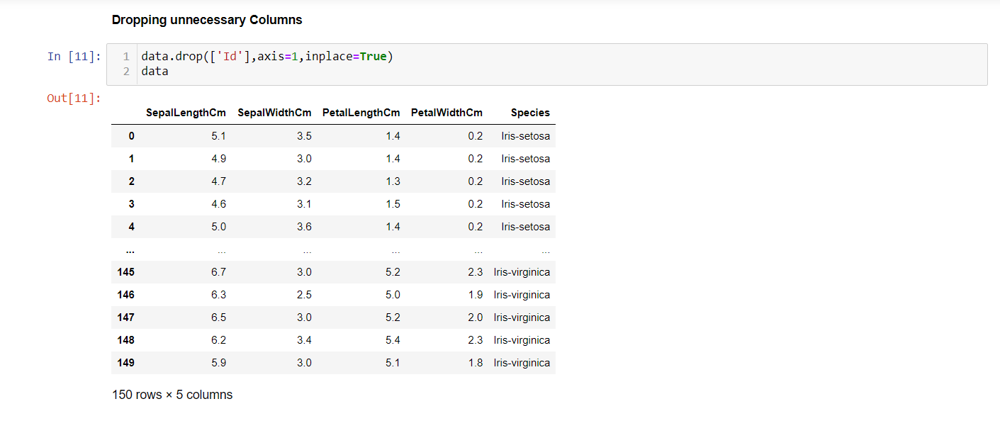 Dropping unnecessary Columns
In [11]: 1 data.drop(['Id'],axis=1,inplace=True)
2 data
Out[11]:
SepalLengthCm SepalWidthCm PetalLengthCm PetalWidthCm Species
0 5.1 3.5 1.4 0.2 Iris-setosa
1 4.9 3.0 1.4 0.2 Iris-setosa
2 4.7 3.2 1.3 0.2 Iris-setosa
3 4.6 3.1 1.5 0.2 Iris-setosa
4 5.0 3.6 1.4 0.2 Iris-setosa
... ... ... ... ... ...
145 6.7 3.0 5.2 2.3 Iris-virginica
146 6.3 2.5 5.0 1.9 Iris-virginica
147 6.5 3.0 5.2 2.0 Iris-virginica
148 6.2 3.4 5.4 2.3 Iris-virginica
149 5.9 3.0 5.1 1.8 Iris-virginica
150 rows × 5 columns